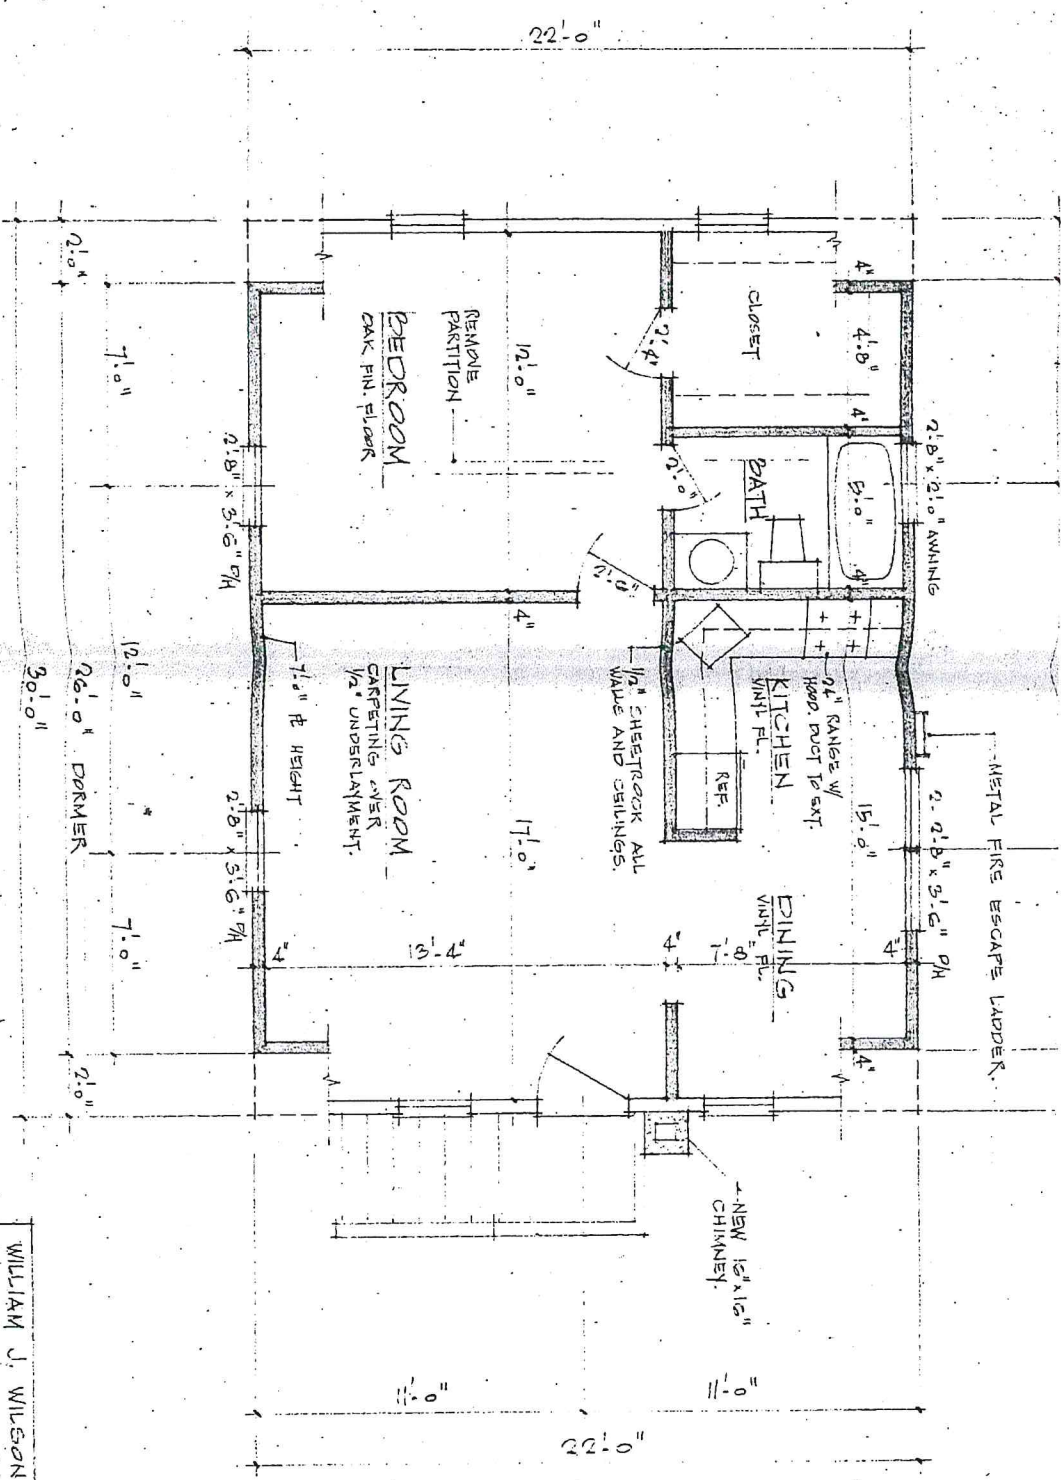 22'-0"
METAL FIRE ESCAPE LADDER.
2'-8" x 2'-0" AWNING
2- 2'-8" x 3'-6" D/H
4"
4'-8"
4"
5'-0"
4"
15'-0"
4"
4"
CLOSET
BATH
24" RANGE W/
HOOD. DUCT TO EXT.
KITCHEN
VINYL FL.
REF.
DINING
VINYL FL.
7'-8"
4"
2'-4"
2'-0"
2'-0"
1/2" SHEETROCK ALL
WALLS AND CEILINGS.
NEW 16" x 16"
CHIMNEY.
12'-0"
4"
17'-0"
13'-4"
4"
REMOVE
PARTITION
BEDROOM
OAK FIN. FLOOR
LIVING ROOM
CARPETING OVER
1/2" UNDERLAYMENT.
7'-0" PL HEIGHT
2'-8" x 3'-6" D/H
2'-8" x 3'-6" D/H
2'-0"
7'-0"
12'-0"
7'-0"
2'-0"
26'-0" DORMER
30'-0"
11'-0"
11'-0"
22'-0"
WILLIAM J. WILSON